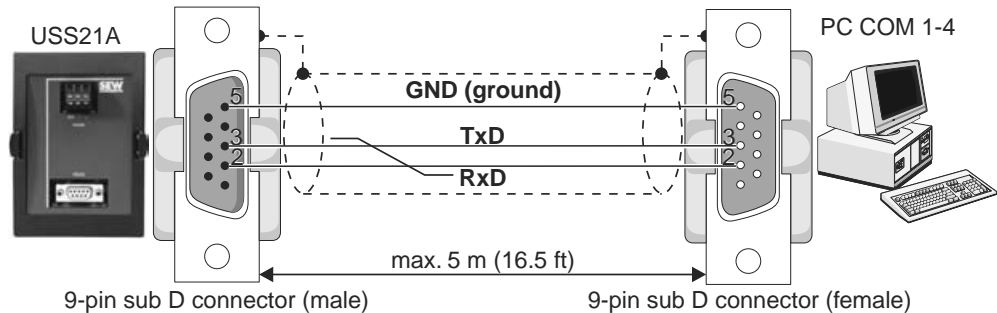 USS21A
PC COM 1-4
SEW
5
GND (ground)
5
3
TxD
3
2
RxD
2
max. 5 m (16.5 ft)
9-pin sub D connector (male)
9-pin sub D connector (female)